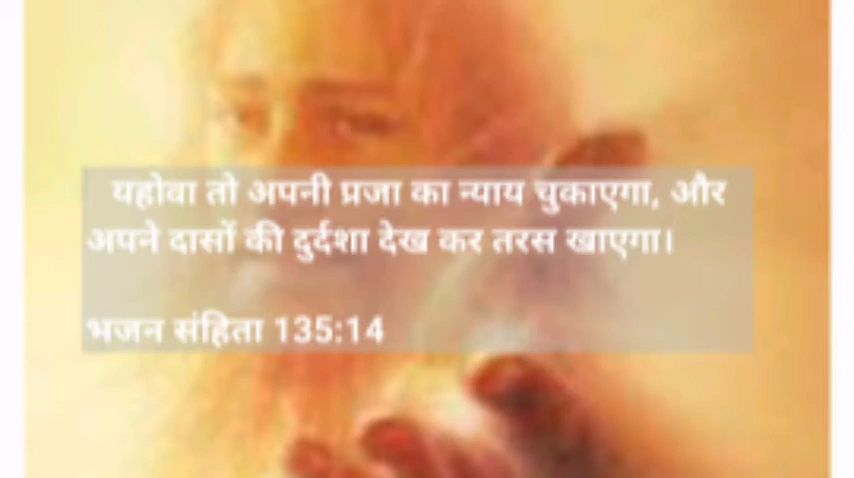 यहोवा तो अपनी प्रजा का न्याय चुकाएगा, और
अपने दासों की दुर्दशा देख कर तरस खाएगा।
भजन संहिता 135:14